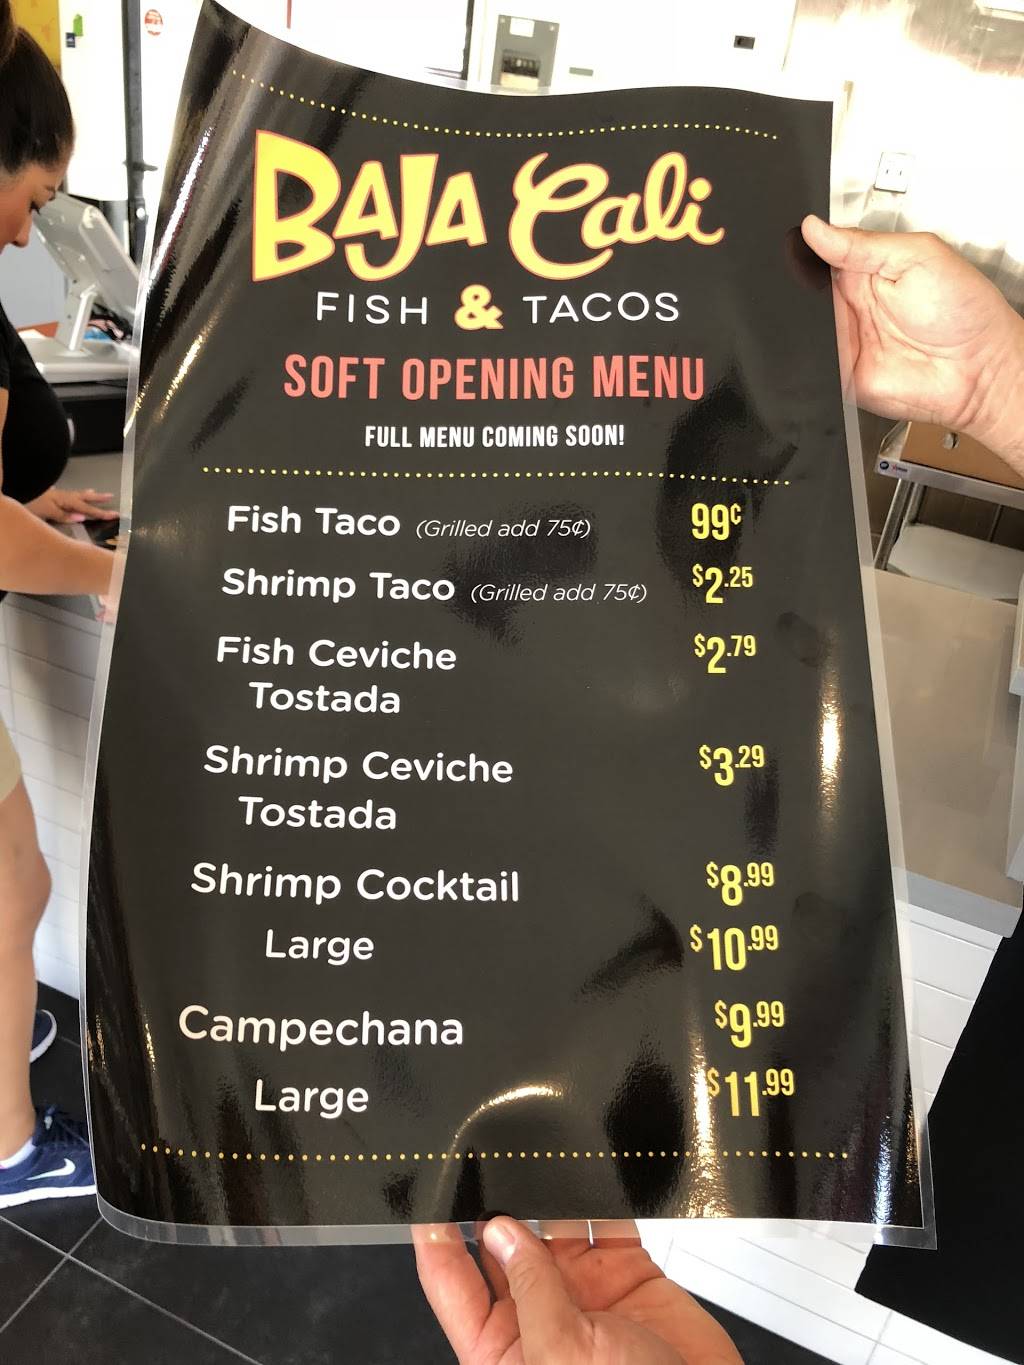 BAJA Cali
FISH & TACOS
SOFT OPENING MENU
FULL MENU COMING SOON!
Fish Taco (Grilled add 75¢) 99¢
Shrimp Taco (Grilled add 75¢) $2.25
Fish Ceviche $2.79
Tostada
Shrimp Ceviche $3.29
Tostada
Shrimp Cocktail $8.99
Large $10.99
Campechana $9.99
Large $11.99